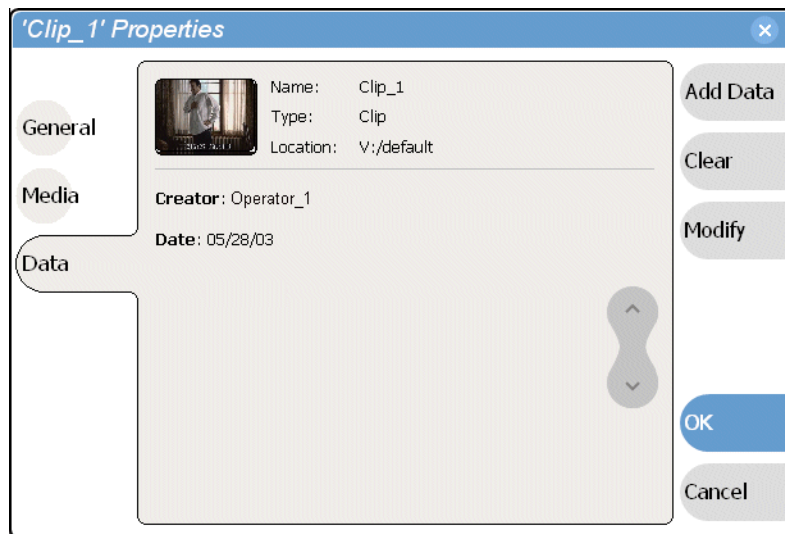 'Clip_1' Properties
General
Media
Data
Name: Clip_1
Type: Clip
Location: V:/default
Creator: Operator_1
Date: 05/28/03
Add Data
Clear
Modify
OK
Cancel